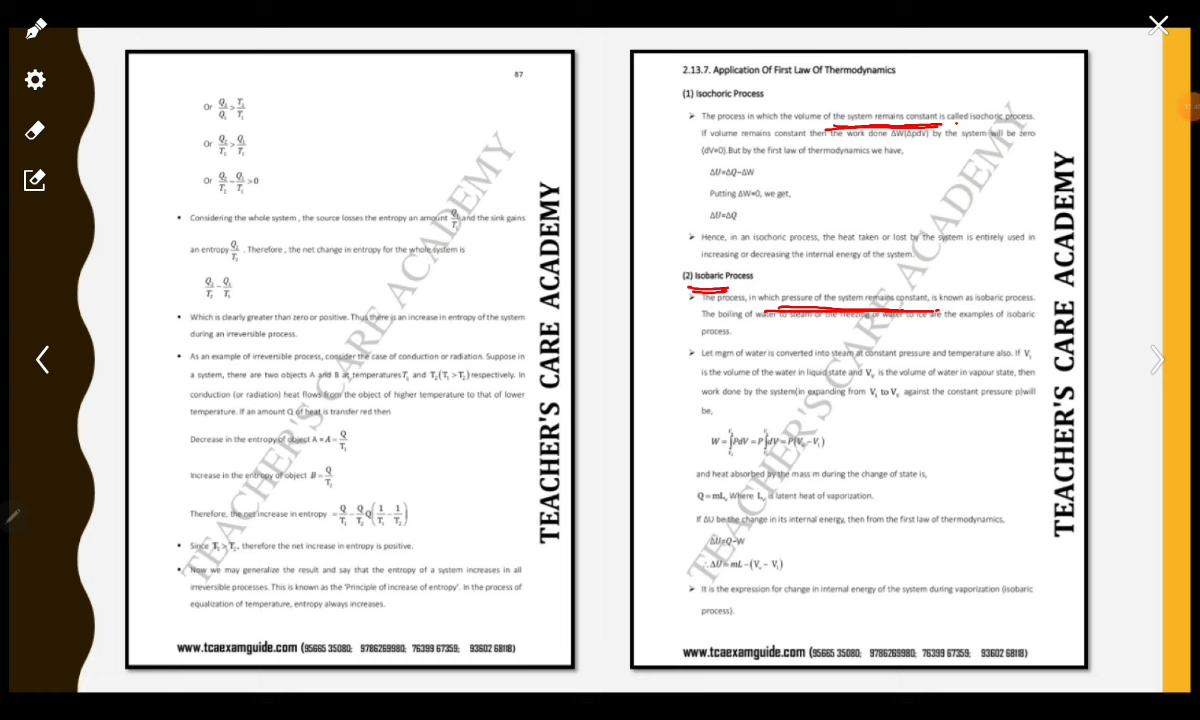 87
Or Q₂/Q₁ > T₂/T₁
Or Q₂/T₂ > Q₁/T₁
Or Q₂/T₂ – Q₁/T₁ >0
• Considering the whole system , the source losses the entropy an amount Q₁/T₁ and the sink gains
an entropy Q₂/T₂ . Therefore , the net change in entropy for the whole system is
Q₂/T₂ – Q₁/T₁
• Which is clearly greater than zero or positive. Thus there is an increase in entropy of the system
during an irreversible process.
• As an example of irreversible process, consider the case of conduction or radiation. Suppose in
a system, there are two objects A and B at temperatures T₁ and T₂(T₁ > T₂) respectively. In
conduction (or radiation) heat flows from the object of higher temperature to that of lower
temperature. If an amount Q of heat is transfer red then
Decrease in the entropy of object A =
Increase in the entropy of object B =
Therefore, the net increase in entropy
• Since T₁ > T₂, therefore the net increase in entropy is positive.
• Now we may generalize the result and say that the entropy of a system increases in all
irreversible processes. This is known as the 'Principle of increase of entropy'. In the process of
equalization of temperature, entropy always increases.
www.tcaexamguide.com (95665 35080; 9786269980; 76399 67359; 93602 68118)
TEACHER'S CARE ACADEMY
TEACHER'S CARE ACADEMY
2.13.7. Application Of First Law Of Thermodynamics
(1) Isochoric Process
➤ The process in which the volume of the system remains constant is called isochoric process.
If volume remains constant then the work done ΔW(Δpdv) by the system will be zero
(dV=0).But by the first law of thermodynamics we have,
ΔU=ΔQ–ΔW
Putting ΔW=0, we get,
ΔU=ΔQ
➤ Hence, in an isochoric process, the heat taken or lost by the system is entirely used in
increasing or decreasing the internal energy of the system.
(2) Isobaric Process
➤ The process, in which pressure of the system remains constant, is known as isobaric process.
The boiling of water to steam or the freezing of water to ice are the examples of isobaric
process.
➤ Let mgm of water is converted into steam at constant pressure and temperature also. If V
is the volume of the water in liquid state and V is the volume of water in vapour state, then
work done by the system(in expanding from V to V against the constant pressure p)will
be,
W = ∫PdV = P∫dV = P(V – V)
and heat absorbed by the mass m during the change of state is,
Q = mL, Where L, is latent heat of vaporization.
If ΔU be the change in its internal energy, then from the first law of thermodynamics,
ΔU=Q–W
∴ΔU = mL – (V – V)
➤ It is the expression for change in internal energy of the system during vaporization (isobaric
process).
www.tcaexamguide.com (95665 35080; 9786269980; 76399 67359; 93602 68118)
TEACHER'S CARE ACADEMY
TEACHER'S CARE ACADEMY